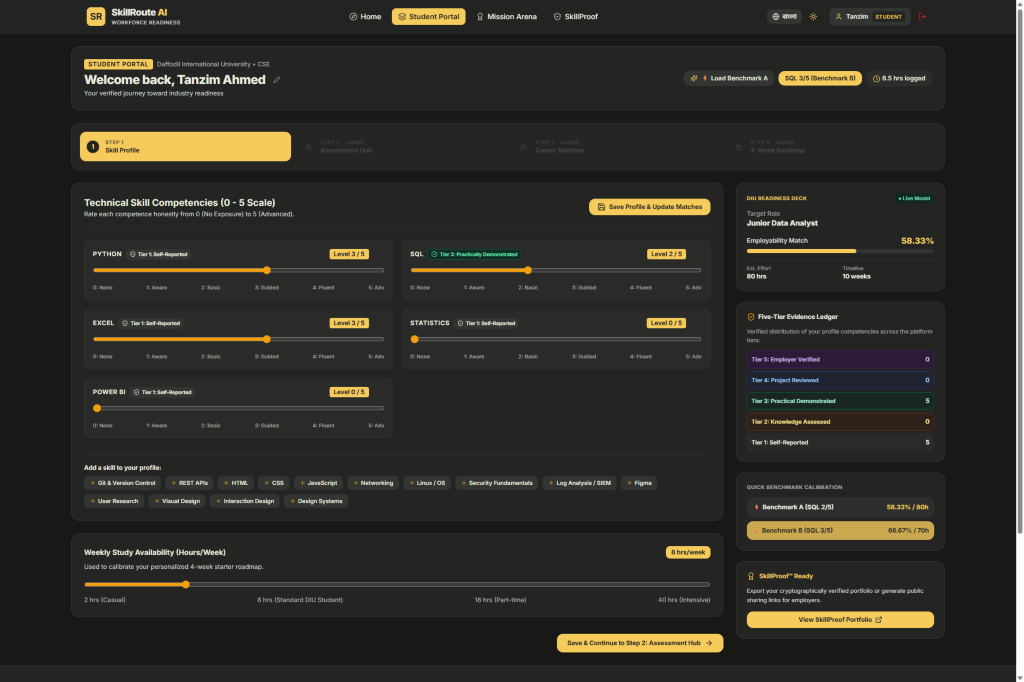 SR
SkillRoute AI
WORKFORCE READINESS
Home
Student Portal
Mission Arena
SkillProof
বাংলা
Tanzim STUDENT
STUDENT PORTAL Daffodil International University • CSE
Welcome back, Tanzim Ahmed
Your verified journey toward industry readiness
Load Benchmark A
SQL 3/5 (Benchmark B)
6.5 hrs logged
1
STEP 1
Skill Profile
STEP 2 · LOCKED
Assessment Hub
STEP 3 · LOCKED
Career Matches
STEP 4 · LOCKED
4-Week Roadmap
Technical Skill Competencies (0 - 5 Scale)
Rate each competence honestly from 0 (No Exposure) to 5 (Advanced).
Save Profile & Update Matches
PYTHON Tier 1: Self-Reported Level 3 / 5
0: None 1: Aware 2: Basic 3: Guided 4: Fluent 5: Adv
SQL Tier 3: Practically Demonstrated Level 2 / 5
0: None 1: Aware 2: Basic 3: Guided 4: Fluent 5: Adv
EXCEL Tier 1: Self-Reported Level 3 / 5
0: None 1: Aware 2: Basic 3: Guided 4: Fluent 5: Adv
STATISTICS Tier 1: Self-Reported Level 0 / 5
0: None 1: Aware 2: Basic 3: Guided 4: Fluent 5: Adv
POWER BI Tier 1: Self-Reported Level 0 / 5
0: None 1: Aware 2: Basic 3: Guided 4: Fluent 5: Adv
Add a skill to your profile:
+ Git & Version Control + REST APIs + HTML + CSS + JavaScript + Networking + Linux / OS + Security Fundamentals + Log Analysis / SIEM + Figma
+ User Research + Visual Design + Interaction Design + Design Systems
Weekly Study Availability (Hours/Week)
8 hrs/week
Used to calibrate your personalized 4-week starter roadmap.
2 hrs (Casual) 8 hrs (Standard DIU Student) 16 hrs (Part-time) 40 hrs (Intensive)
Save & Continue to Step 2: Assessment Hub →
DIU READINESS DECK
• Live Model
Target Role
Junior Data Analyst
Employability Match 58.33%
Est. Effort Timeline
80 hrs 10 weeks
Five-Tier Evidence Ledger
Verified distribution of your profile competencies across the platform
tiers:
Tier 5: Employer Verified 0
Tier 4: Project Reviewed 0
Tier 3: Practical Demonstrated 5
Tier 2: Knowledge Assessed 0
Tier 1: Self-Reported 5
QUICK BENCHMARK CALIBRATION
Benchmark A (SQL 2/5) 58.33% / 80h
Benchmark B (SQL 3/5) 66.67% / 70h
SkillProof™ Ready
Export your cryptographically verified portfolio or generate public
sharing links for employers.
View SkillProof Portfolio